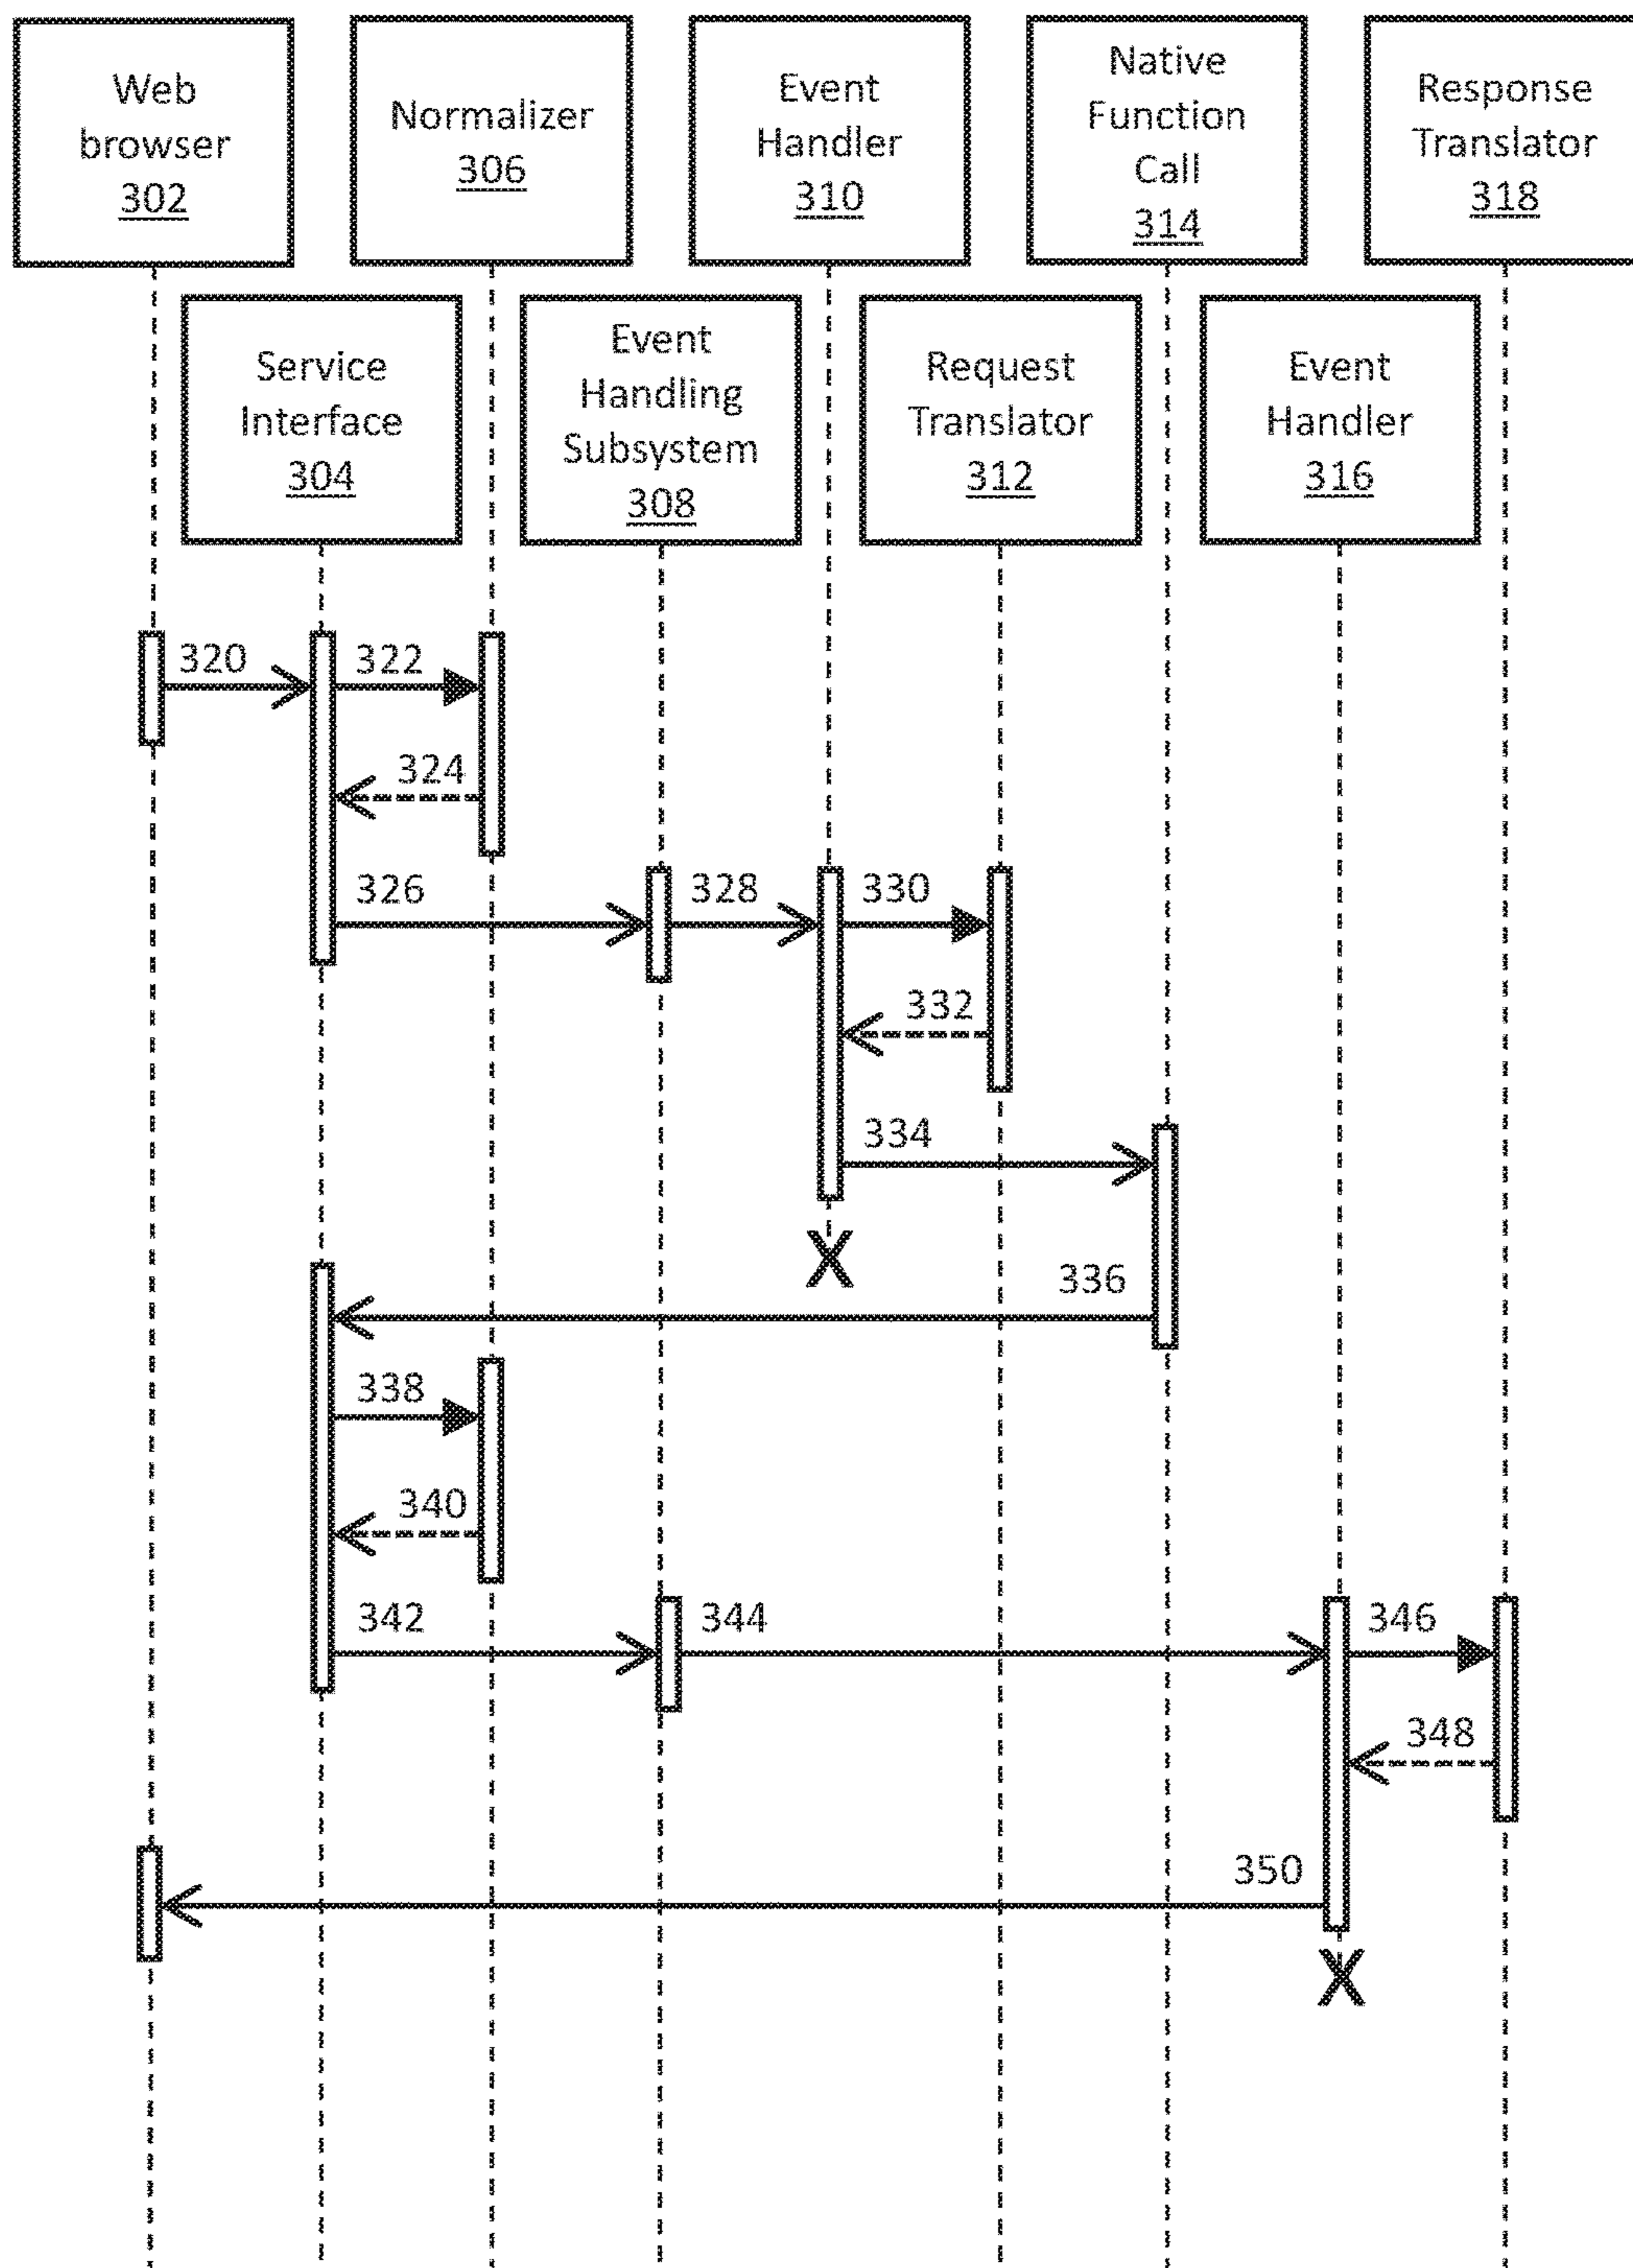 Web
browser
302
Normalizer
306
Event
Handler
310
Native
Function
Call
314
Response
Translator
318
Service
Interface
304
Event
Handling
Subsystem
308
Request
Translator
312
Event
Handler
316
320
322
324
326
328
330
332
334
X
336
338
340
342
344
346
348
350
X